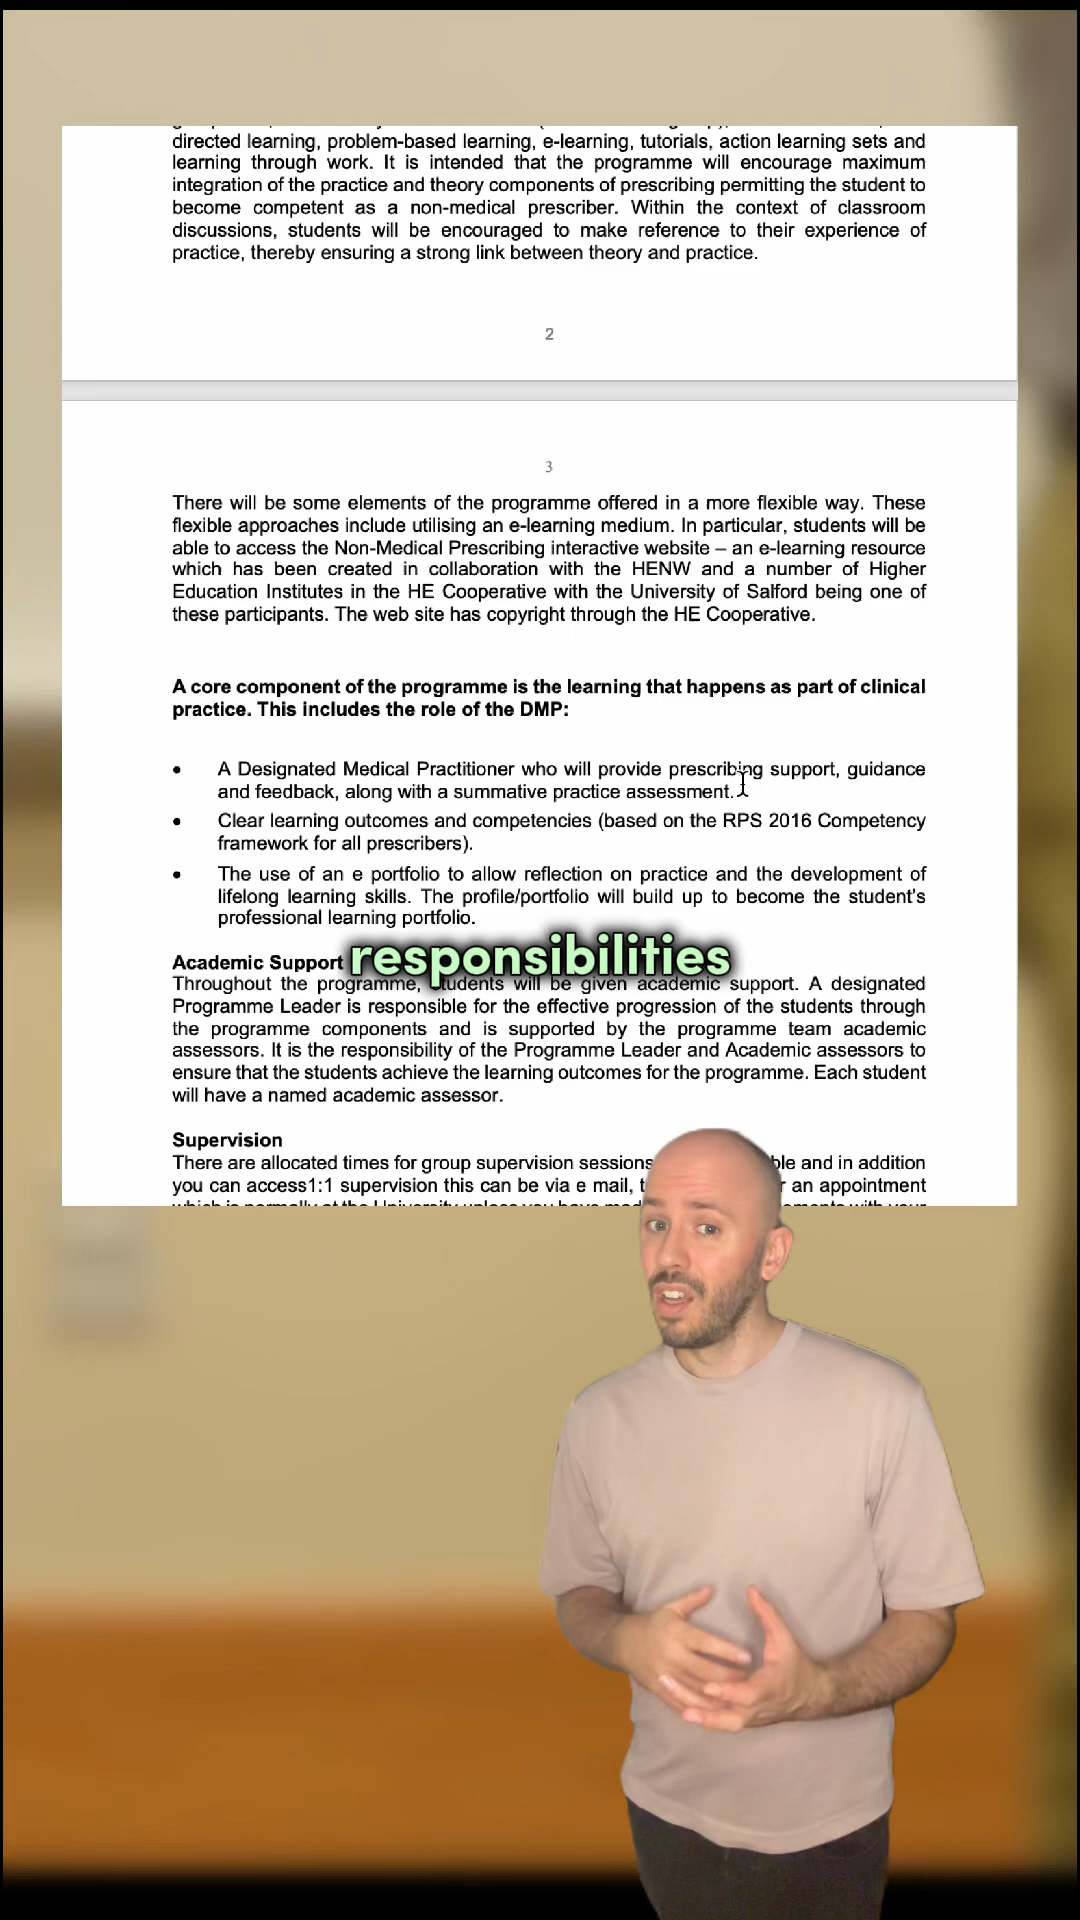 directed learning, problem-based learning, e-learning, tutorials, action learning sets and
learning through work. It is intended that the programme will encourage maximum
integration of the practice and theory components of prescribing permitting the student to
become competent as a non-medical prescriber. Within the context of classroom
discussions, students will be encouraged to make reference to their experience of
practice, thereby ensuring a strong link between theory and practice.
2
3
There will be some elements of the programme offered in a more flexible way. These
flexible approaches include utilising an e-learning medium. In particular, students will be
able to access the Non-Medical Prescribing interactive website – an e-learning resource
which has been created in collaboration with the HENW and a number of Higher
Education Institutes in the HE Cooperative with the University of Salford being one of
these participants. The web site has copyright through the HE Cooperative.
A core component of the programme is the learning that happens as part of clinical
practice. This includes the role of the DMP:
• A Designated Medical Practitioner who will provide prescribing support, guidance
and feedback, along with a summative practice assessment.
• Clear learning outcomes and competencies (based on the RPS 2016 Competency
framework for all prescribers).
• The use of an e portfolio to allow reflection on practice and the development of
lifelong learning skills. The profile/portfolio will build up to become the student's
professional learning portfolio.
Academic Support
responsibilities
Throughout the programme, students will be given academic support. A designated
Programme Leader is responsible for the effective progression of the students through
the programme components and is supported by the programme team academic
assessors. It is the responsibility of the Programme Leader and Academic assessors to
ensure that the students achieve the learning outcomes for the programme. Each student
will have a named academic assessor.
Supervision
There are allocated times for group supervision sessions and in addition
you can access1:1 supervision this can be via e mail, an appointment